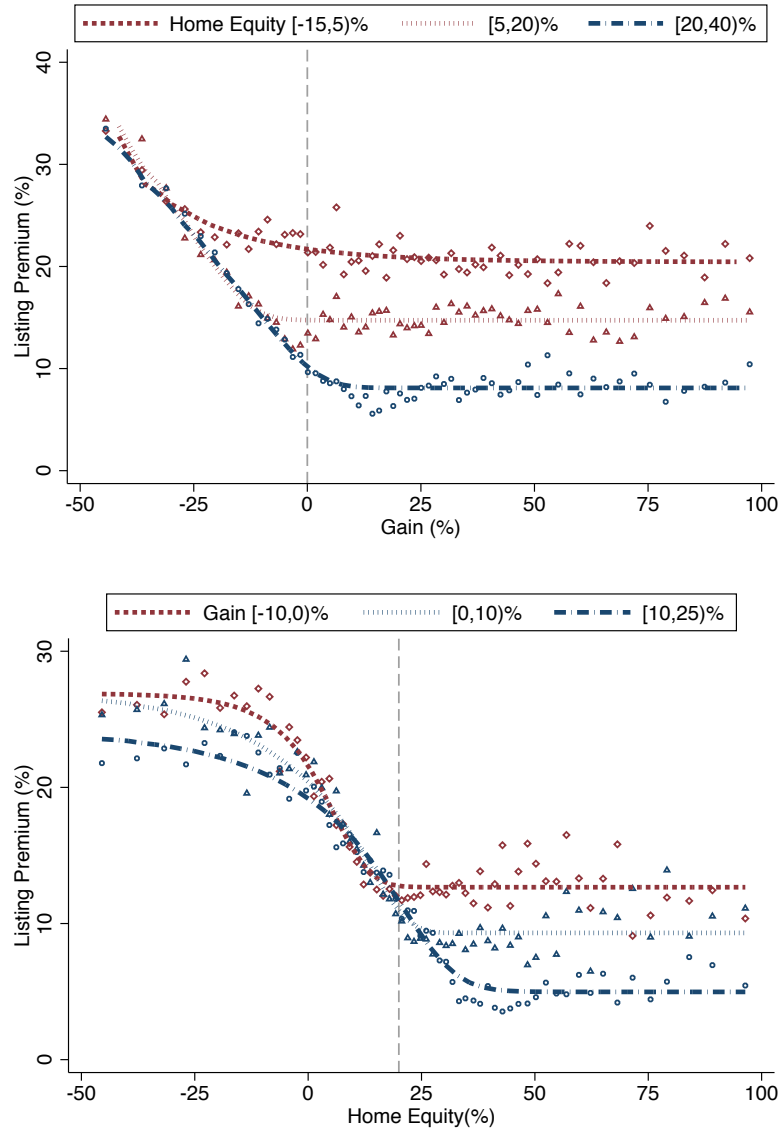 Home Equity [-15,5)% [5,20)% [20,40)%
40
30
20
10
0
Listing Premium (%)
-50 -25 0 25 50 75 100
Gain (%)
Gain [-10,0)% [0,10)% [10,25)%
30
20
10
0
Listing Premium (%)
-50 -25 0 25 50 75 100
Home Equity(%)